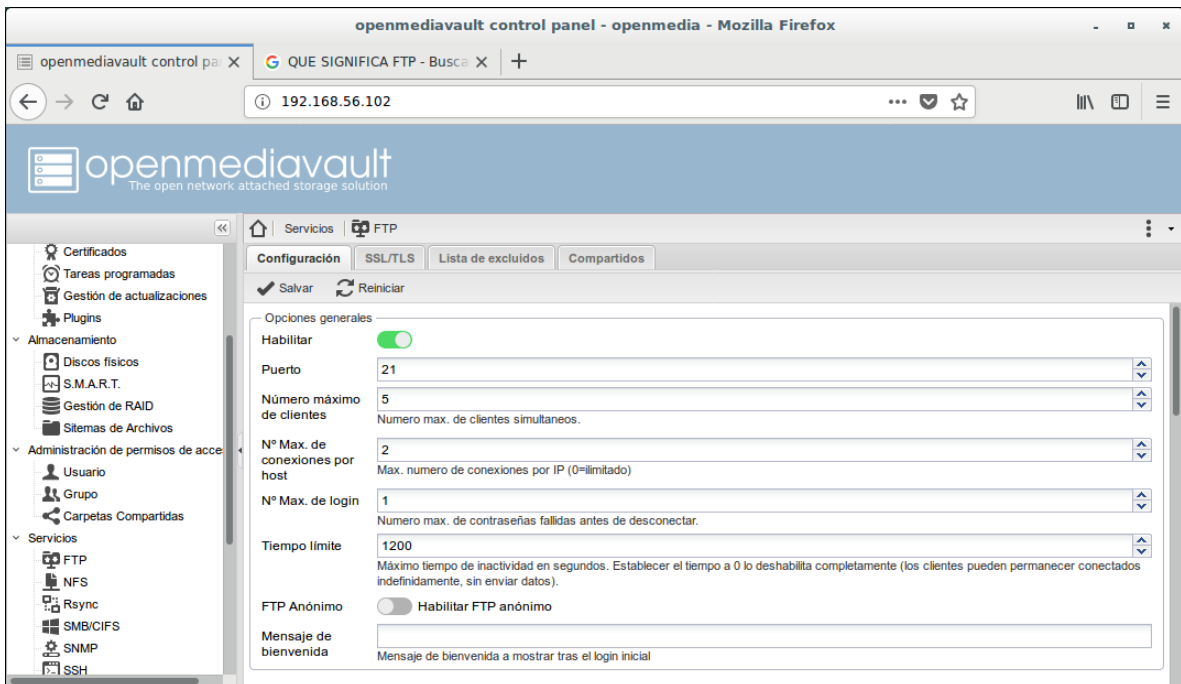 openmediavault control panel - openmedia - Mozilla Firefox
openmediavault control pa
QUE SIGNIFICA FTP - Busca
192.168.56.102
openmediavault
The open network attached storage solution
Certificados
Tareas programadas
Gestión de actualizaciones
Plugins
Almacenamiento
Discos físicos
S.M.A.R.T.
Gestión de RAID
Sitemas de Archivos
Administración de permisos de acce
Usuario
Grupo
Carpetas Compartidas
Servicios
FTP
NFS
Rsync
SMB/CIFS
SNMP
SSH
Servicios
FTP
Configuración
SSL/TLS
Lista de excluidos
Compartidos
Salvar
Reiniciar
Opciones generales
Habilitar
Puerto
21
Número máximo
de clientes
5
Numero max. de clientes simultaneos.
Nº Max. de
conexiones por
host
2
Max. numero de conexiones por IP (0=ilimitado)
Nº Max. de login
1
Numero max. de contraseñas fallidas antes de desconectar.
Tiempo límite
1200
Máximo tiempo de inactividad en segundos. Establecer el tiempo a 0 lo deshabilita completamente (los clientes pueden permanecer conectados
indefinidamente, sin enviar datos).
FTP Anónimo
Habilitar FTP anónimo
Mensaje de
bienvenida
Mensaje de bienvenida a mostrar tras el login inicial